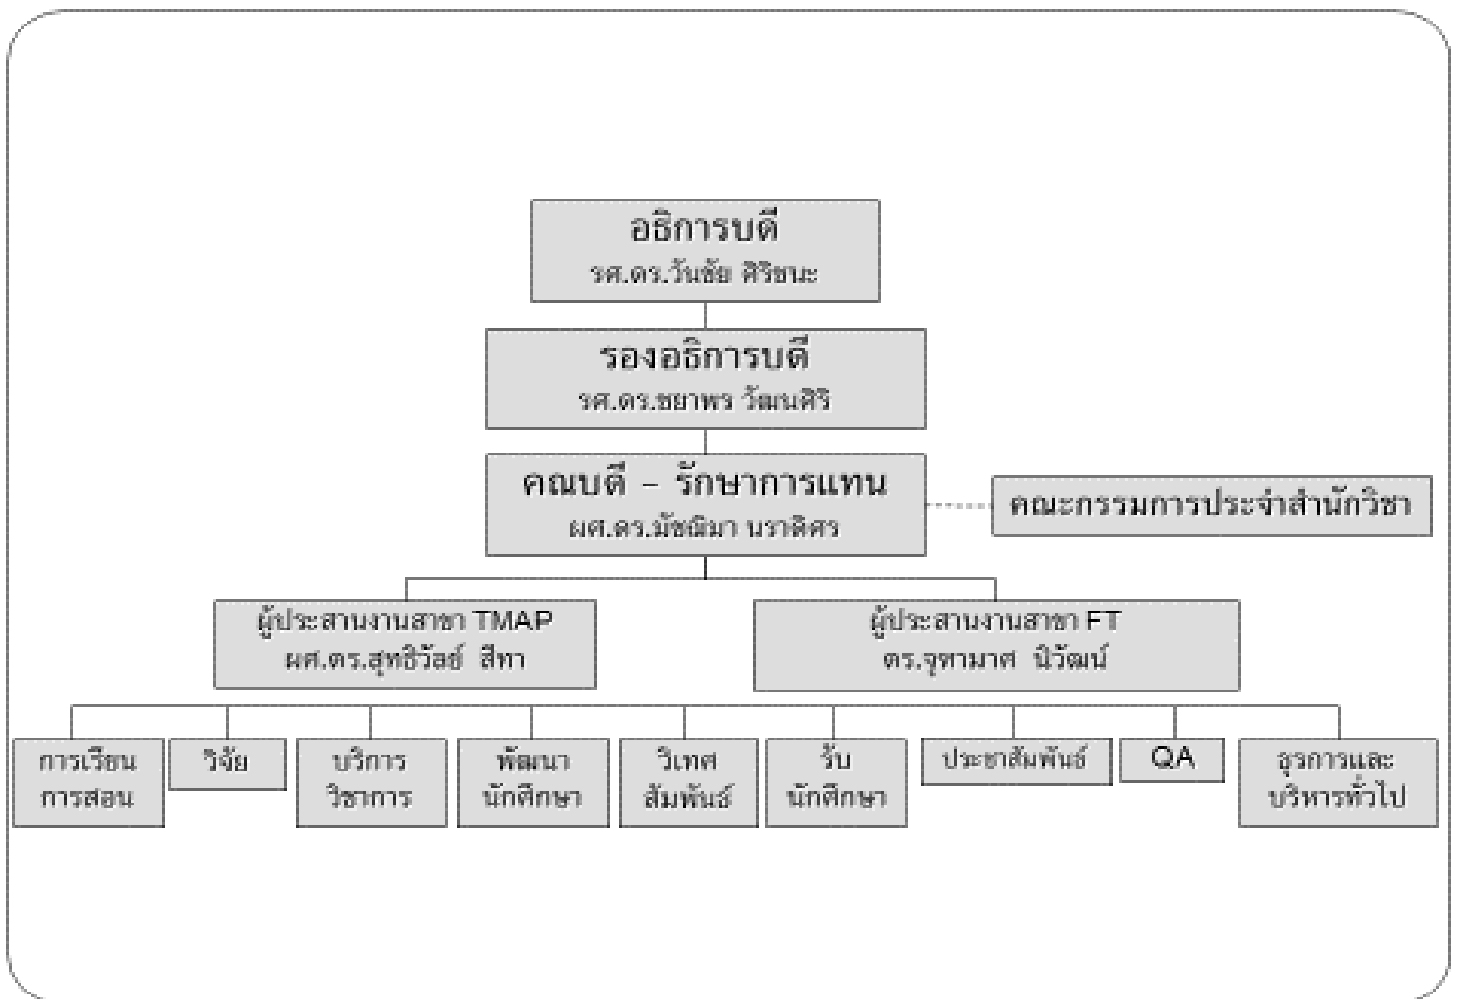 อธิการบดี
รศ.ดร.วันชัย ศิริชนะ
รองอธิการบดี
รศ.ดร.ชยาพร วัฒนศิริ
คณบดี - รักษาการแทน
ผศ.ดร.มัชฌิมา นราดิศร
คณะกรรมการประจำสำนักวิชา
ผู้ประสานงานสาขา TMAP
ผศ.ดร.สุทธิวัลย์ สีทา
ผู้ประสานงานสาขา FT
ดร.จุฑามาศ นิวัฒน์
การเรียน
การสอน
วิจัย
บริการ
วิชาการ
พัฒนา
นักศึกษา
วิเทศ
สัมพันธ์
รับ
นักศึกษา
ประชาสัมพันธ์
QA
ธุรการและ
บริหารทั่วไป